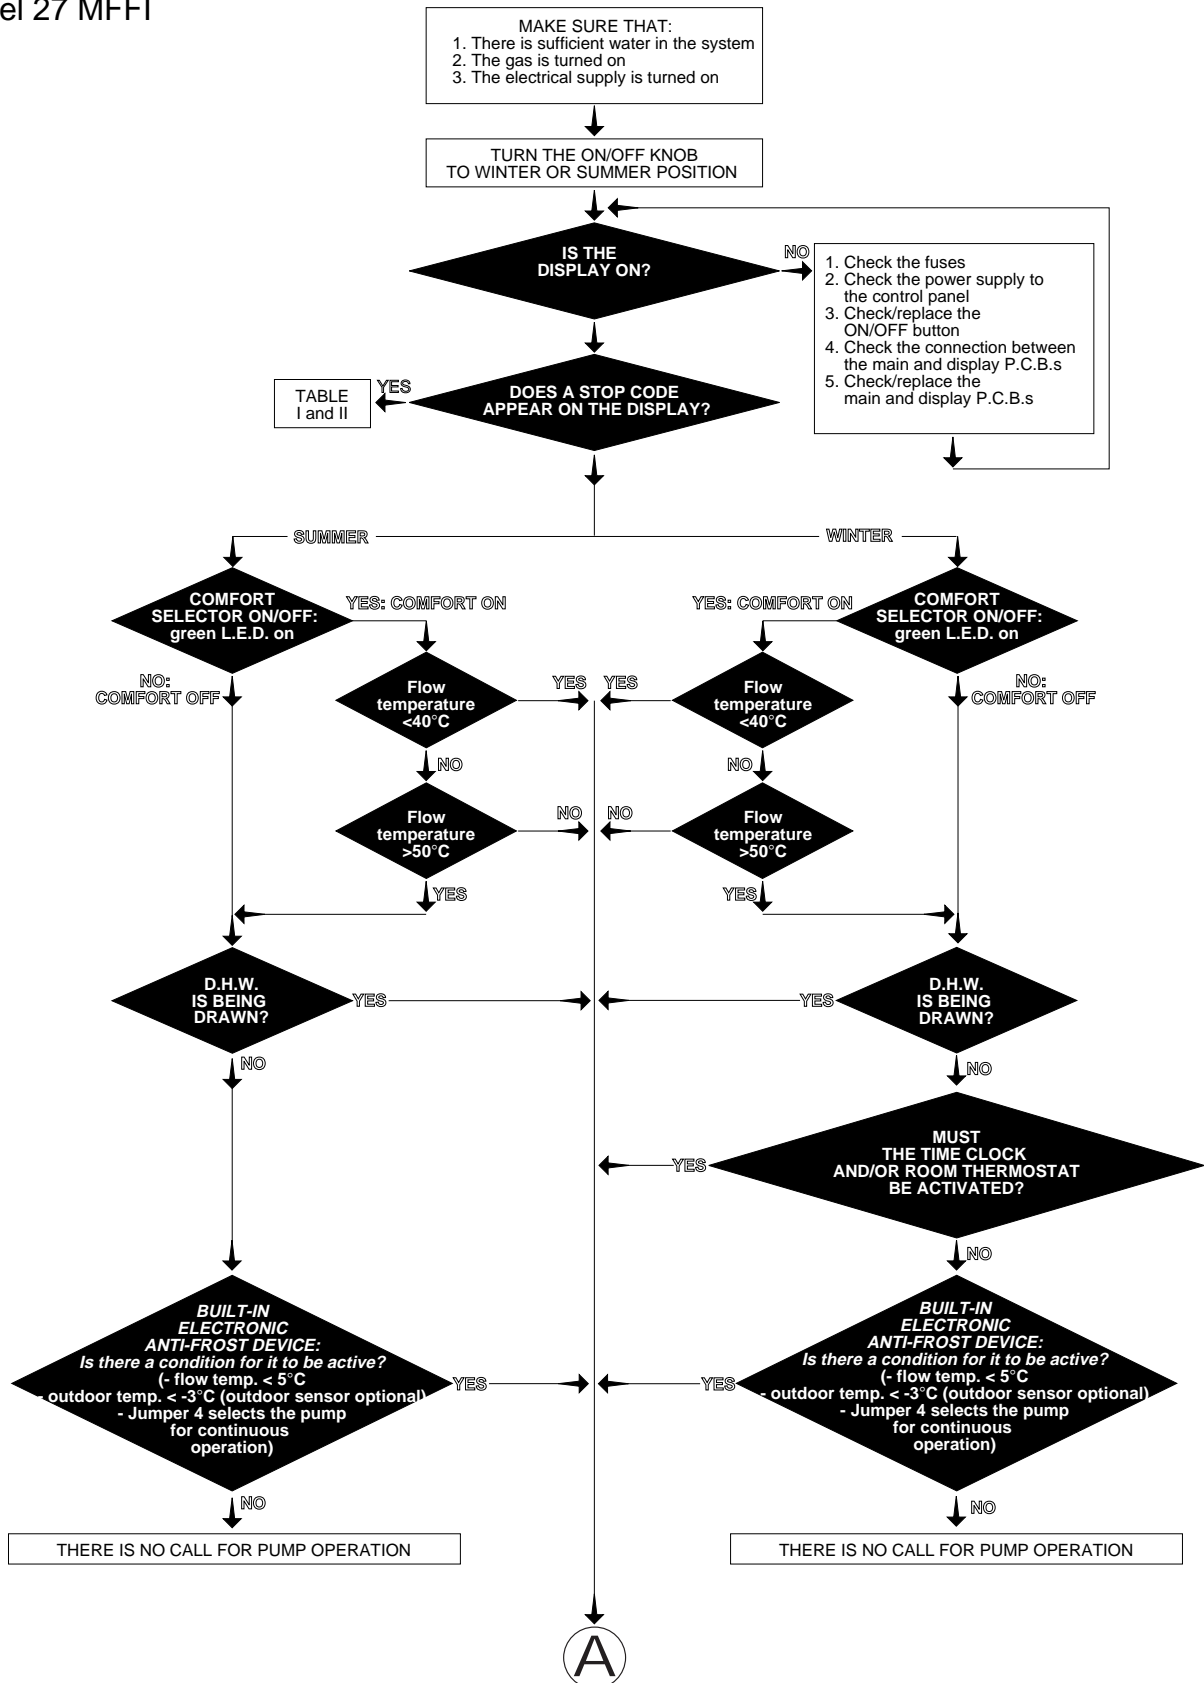 el 27 MFFI
MAKE SURE THAT:
1. There is sufficient water in the system
2. The gas is turned on
3. The electrical supply is turned on
TURN THE ON/OFF KNOB
TO WINTER OR SUMMER POSITION
IS THE
DISPLAY ON?
NO
1. Check the fuses
2. Check the power supply to
the control panel
3. Check/replace the
ON/OFF button
4. Check the connection between
the main and display P.C.B.s
5. Check/replace the
main and display P.C.B.s
DOES A STOP CODE
APPEAR ON THE DISPLAY?
YES
TABLE
I and II
SUMMER
WINTER
COMFORT
SELECTOR ON/OFF:
green L.E.D. on
YES: COMFORT ON
YES: COMFORT ON
COMFORT
SELECTOR ON/OFF:
green L.E.D. on
NO:
COMFORT OFF
Flow
temperature
<40°C
YES
YES
Flow
temperature
<40°C
NO:
COMFORT OFF
NO
NO
Flow
temperature
>50°C
NO
NO
Flow
temperature
>50°C
YES
YES
D.H.W.
IS BEING
DRAWN?
YES
YES
D.H.W.
IS BEING
DRAWN?
NO
NO
MUST
THE TIME CLOCK
AND/OR ROOM THERMOSTAT
BE ACTIVATED?
YES
NO
BUILT-IN
ELECTRONIC
ANTI-FROST DEVICE:
Is there a condition for it to be active?
(- flow temp. < 5°C
- outdoor temp. < -3°C (outdoor sensor optional)
- Jumper 4 selects the pump
for continuous
operation)
YES
YES
BUILT-IN
ELECTRONIC
ANTI-FROST DEVICE:
Is there a condition for it to be active?
(- flow temp. < 5°C
- outdoor temp. < -3°C (outdoor sensor optional)
- Jumper 4 selects the pump
for continuous
operation)
NO
NO
THERE IS NO CALL FOR PUMP OPERATION
THERE IS NO CALL FOR PUMP OPERATION
A